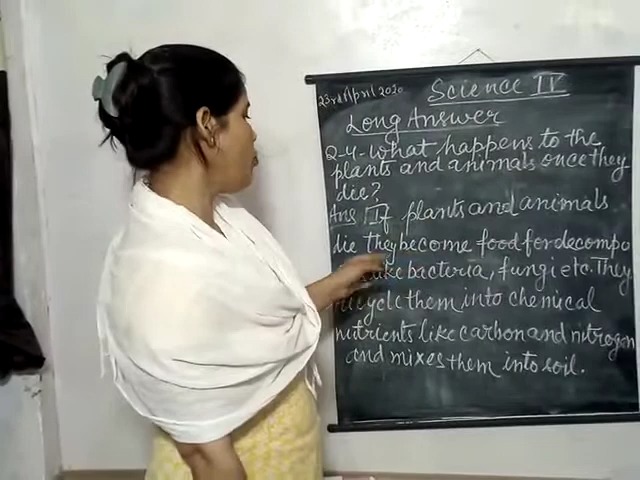 23rd April 2020
Science IV
Long Answer
Q-4- What happens to the
plants and animals once they
die?
Ans If plants and animals
die they become food for decompo
like bacteria, fungi etc. They
recycle them into chemical
nutrients like carbon and nitrogen
and mixes them into soil.